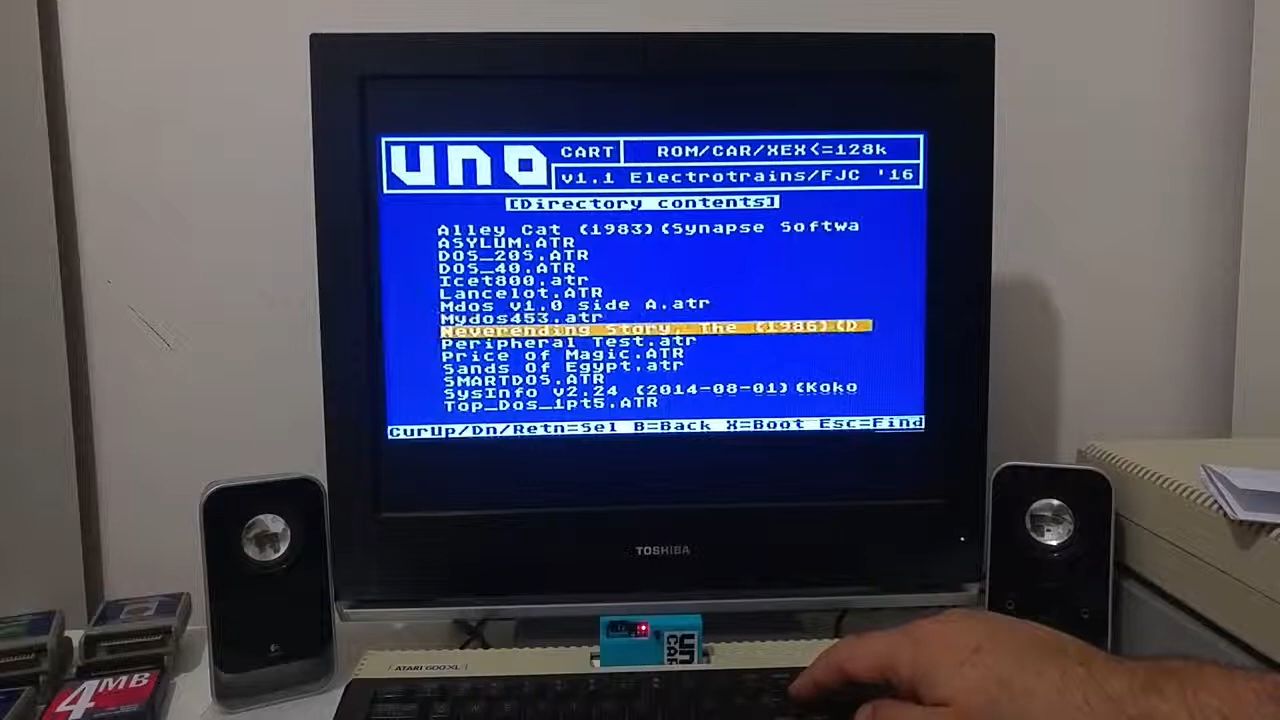 uno
CART
ROM/CAR/XEX<=128k
v1.1 Electrotrains/FJC '16
[Directory contents]
Alley Cat (1983)(Synapse Softwa
ASYLUM.ATR
DOS_20S.ATR
DOS_40.ATR
Icet800.atr
Lancelot.ATR
Mdos v1.0 side A.atr
Mydos453.atr
Neverending Story, The (1986)(D
Peripheral Test.atr
Price of Magic.ATR
Sands Of Egypt.atr
SMARTDOS.ATR
SysInfo v2.24 (2014-08-01)(Koko
Top_Dos_1pt5.ATR
CurUp/Dn/Retn=Sel B=Back X=Boot Esc=Find
TOSHIBA
ATARI 600XL
UNO
CA
4MB